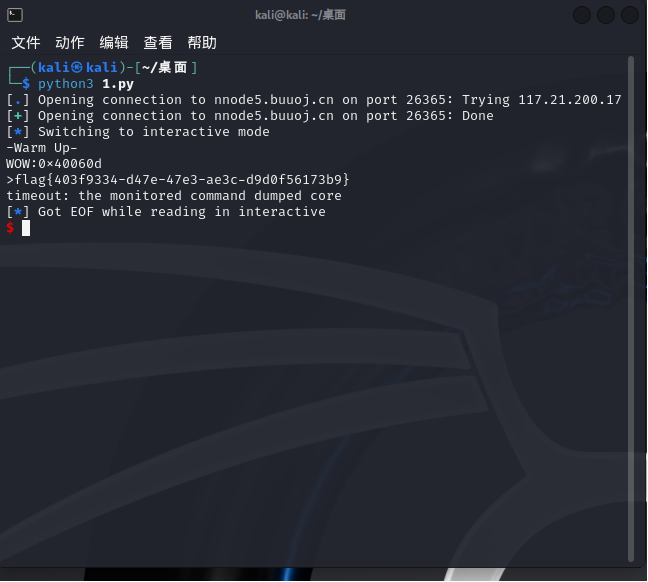 kali@kali: ~/桌面
文件 动作 编辑 查看 帮助
┌──(kali㉿kali)-[~/桌面]
└─$ python3 1.py
[.] Opening connection to nnode5.buuoj.cn on port 26365: Trying 117.21.200.17
[+] Opening connection to nnode5.buuoj.cn on port 26365: Done
[*] Switching to interactive mode
-Warm Up-
WOW:0×40060d
>flag{403f9334-d47e-47e3-ae3c-d9d0f56173b9}
timeout: the monitored command dumped core
[*] Got EOF while reading in interactive
$